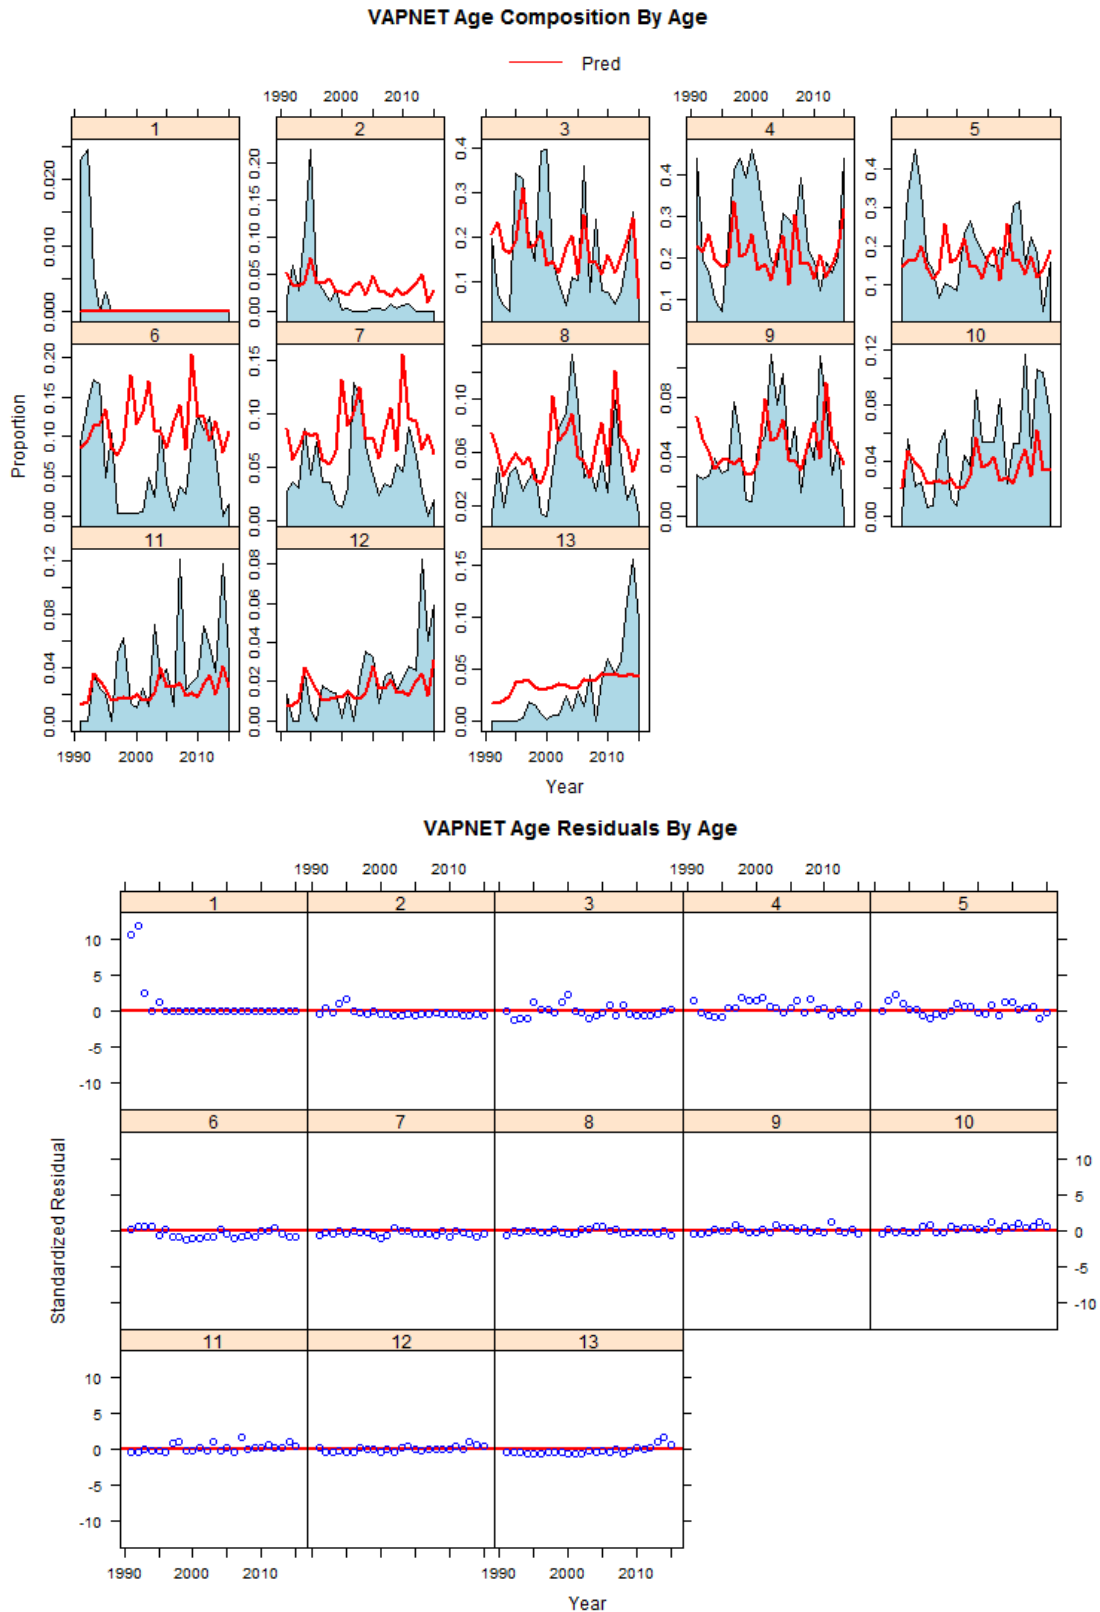 VAPNET Age Composition By Age
Pred
1990 2000 2010 1990 2000 2010
1 2 3 4 5
0.000 0.010 0.020
0.00 0.05 0.10 0.15 0.20
0.1 0.2 0.3 0.4
0.1 0.2 0.3 0.4
0.1 0.2 0.3 0.4
6 7 8 9 10
0.00 0.05 0.10 0.15 0.20
0.00 0.05 0.10 0.15
0.02 0.06 0.10
0.00 0.04 0.08
0.00 0.04 0.08 0.12
Proportion
11 12 13
0.00 0.04 0.08 0.12
0.00 0.02 0.04 0.06 0.08
0.00 0.05 0.10 0.15
1990 2000 2010 1990 2000 2010
Year
VAPNET Age Residuals By Age
1990 2000 2010 1990 2000 2010
1 2 3 4 5
10
5
0
-5
-10
6 7 8 9 10
10
5
0
-5
-10
Standardized Residual
11 12 13
10
5
0
-5
-10
1990 2000 2010 1990 2000 2010
Year